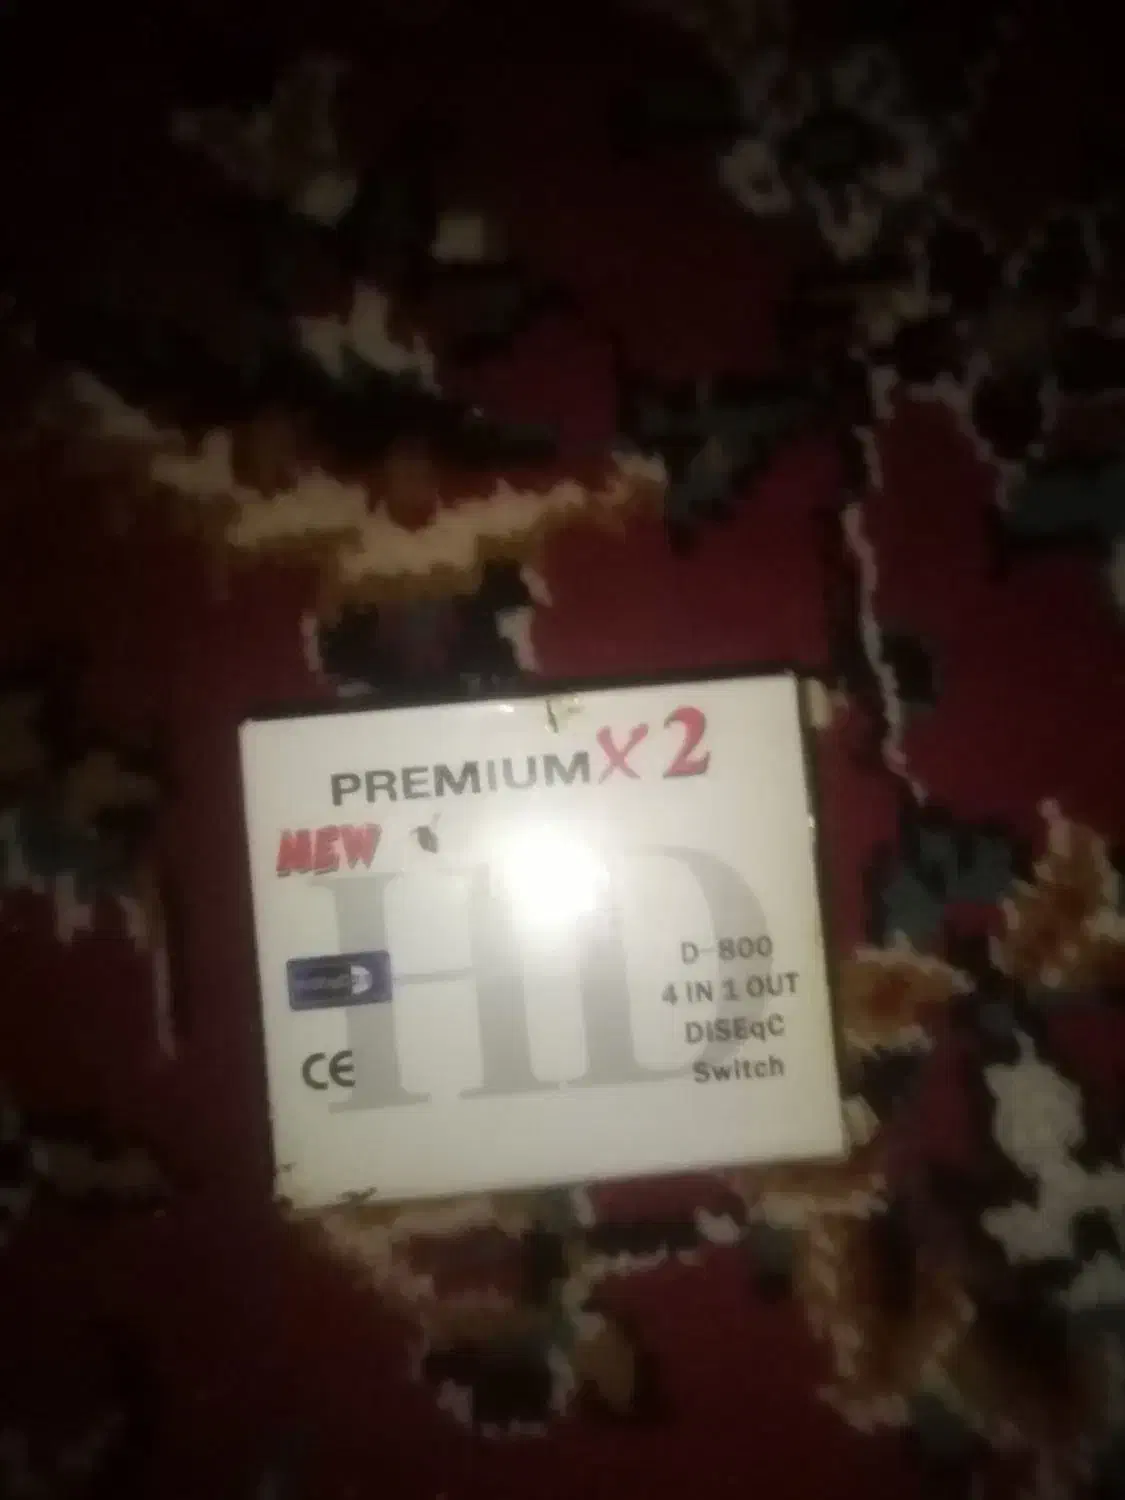 PREMIUM X 2
NEW
HD
D-800
4 IN 1 OUT
DiSEqC
Switch
CE